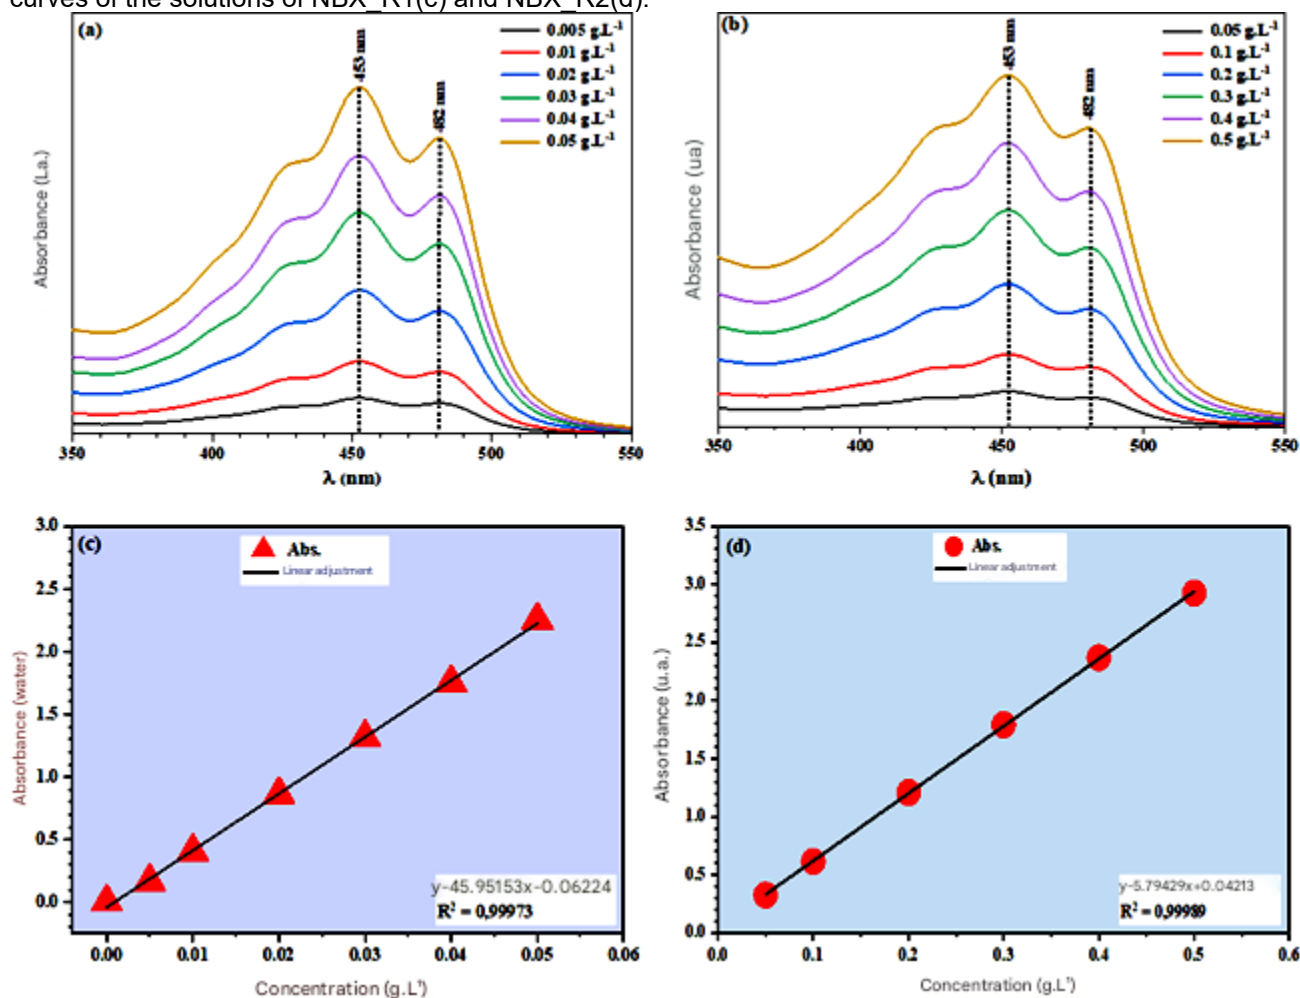 curves of the solutions of NBX_R1(c) and NBX_R2(d).
(a)
453 nm
482 nm
0.005 g.L⁻¹
0.01 g.L⁻¹
0.02 g.L⁻¹
0.03 g.L⁻¹
0.04 g.L⁻¹
0.05 g.L⁻¹
Absorbance (La.)
350 400 450 500 550
λ (nm)
(b)
453 nm
482 nm
0.05 g.L⁻¹
0.1 g.L⁻¹
0.2 g.L⁻¹
0.3 g.L⁻¹
0.4 g.L⁻¹
0.5 g.L⁻¹
Absorbance (ua)
350 400 450 500 550
λ (nm)
(c)
Abs.
Linear adjustment
3.0
2.5
2.0
1.5
1.0
0.5
0.0
Absorbance (water)
y-45.95153x-0.06224
R² = 0,99973
0.00 0.01 0.02 0.03 0.04 0.05 0.06
Concentration (g.L¹)
(d)
Abs.
Linear adjustment
3.5
3.0
2.5
2.0
1.5
1.0
0.5
0.0
Absorbance (u.a.)
y-5.79429x+0.04213
R² = 0,99989
0.0 0.1 0.2 0.3 0.4 0.5 0.6
Concentration (g.L¹)